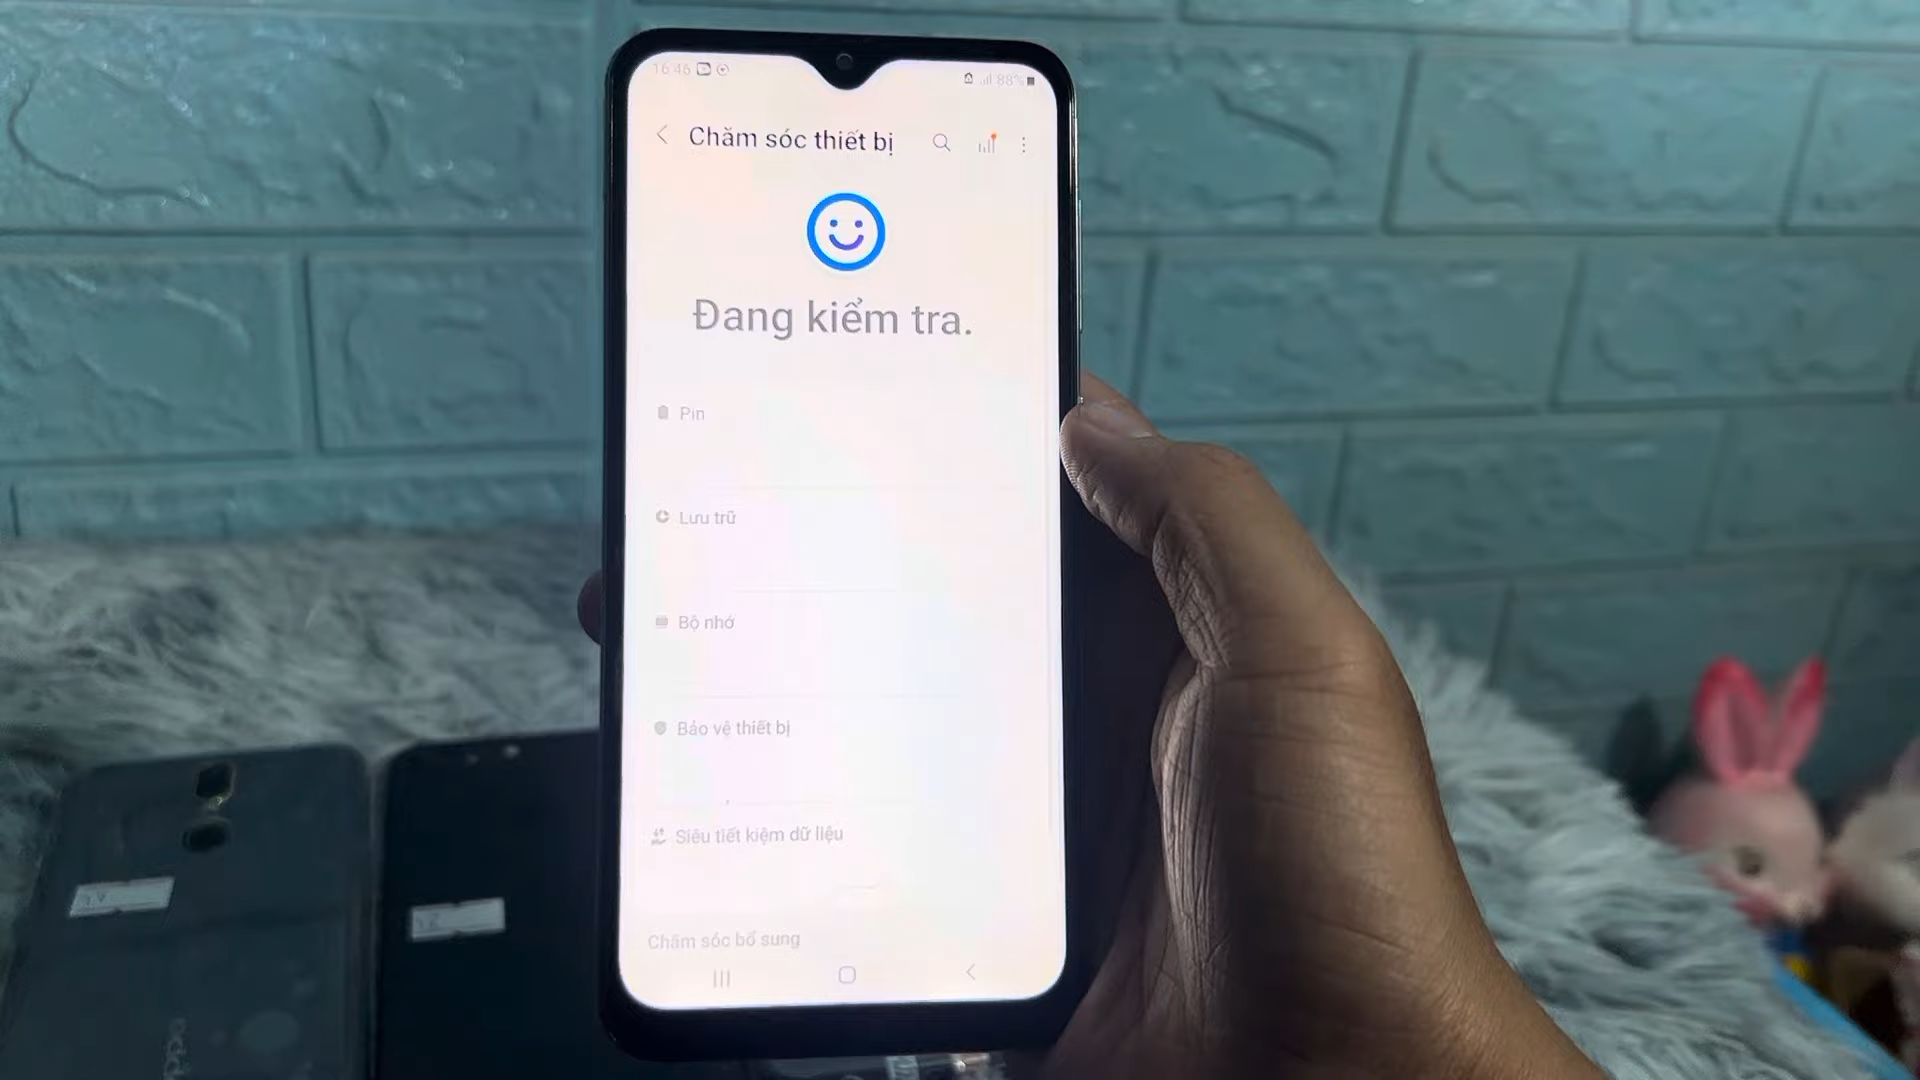 16:46
88%
Chăm sóc thiết bị
Đang kiểm tra.
Pin
Lưu trữ
Bộ nhớ
Bảo vệ thiết bị
Siêu tiết kiệm dữ liệu
Chăm sóc bổ sung